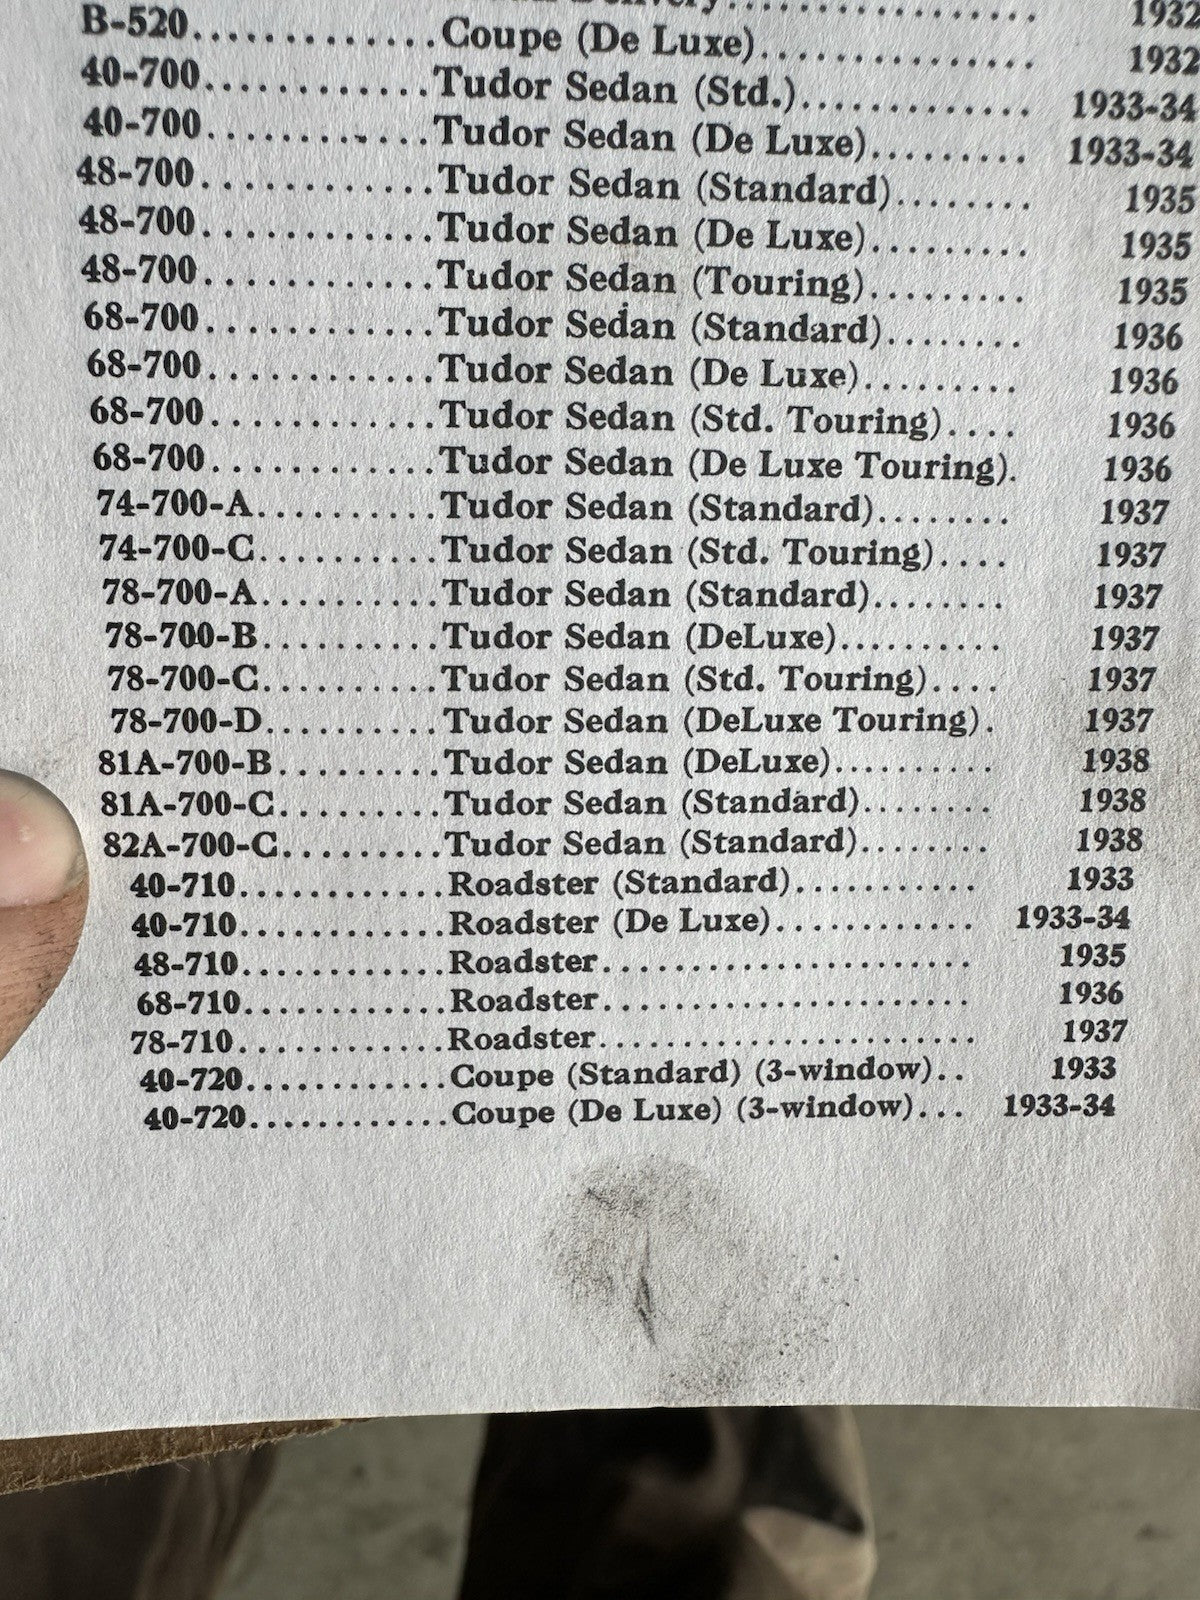 1932
B-520.............Coupe (De Luxe)............... 1932
40-700............Tudor Sedan (Std.)............. 1933-34
40-700............Tudor Sedan (De Luxe)......... 1933-34
48-700............Tudor Sedan (Standard)........ 1935
48-700............Tudor Sedan (De Luxe)......... 1935
48-700............Tudor Sedan (Touring)......... 1935
68-700............Tudor Sedan (Standard)........ 1936
68-700............Tudor Sedan (De Luxe)......... 1936
68-700............Tudor Sedan (Std. Touring).... 1936
68-700............Tudor Sedan (De Luxe Touring). 1936
74-700-A..........Tudor Sedan (Standard)........ 1937
74-700-C..........Tudor Sedan (Std. Touring).... 1937
78-700-A..........Tudor Sedan (Standard)........ 1937
78-700-B..........Tudor Sedan (DeLuxe).......... 1937
78-700-C..........Tudor Sedan (Std. Touring).... 1937
78-700-D..........Tudor Sedan (DeLuxe Touring). 1937
81A-700-B.........Tudor Sedan (DeLuxe).......... 1938
81A-700-C.........Tudor Sedan (Standard)........ 1938
82A-700-C.........Tudor Sedan (Standard)........ 1938
40-710............Roadster (Standard)........... 1933
40-710............Roadster (De Luxe)............ 1933-34
48-710............Roadster...................... 1935
68-710............Roadster...................... 1936
78-710............Roadster....................... 1937
40-720............Coupe (Standard) (3-window).. 1933
40-720............Coupe (De Luxe) (3-window)... 1933-34